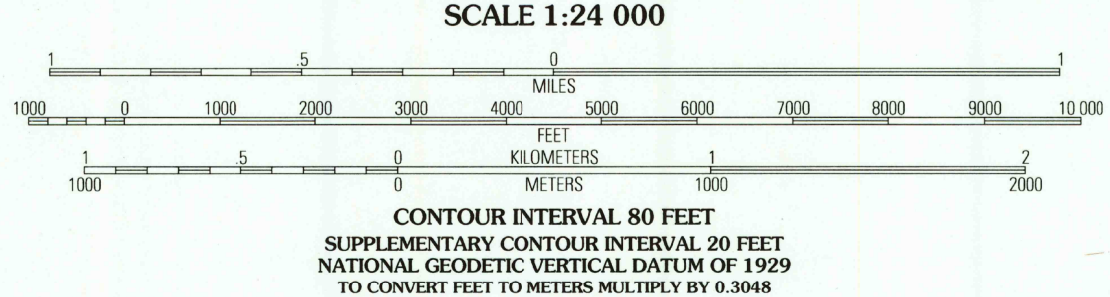 SCALE 1:24 000
1 .5 0 1
MILES
1000 0 1000 2000 3000 4000 5000 6000 7000 8000 9000 10 000
FEET
1 .5 0 KILOMETERS 1 2
1000 0 METERS 1000 2000
CONTOUR INTERVAL 80 FEET
SUPPLEMENTARY CONTOUR INTERVAL 20 FEET
NATIONAL GEODETIC VERTICAL DATUM OF 1929
TO CONVERT FEET TO METERS MULTIPLY BY 0.3048